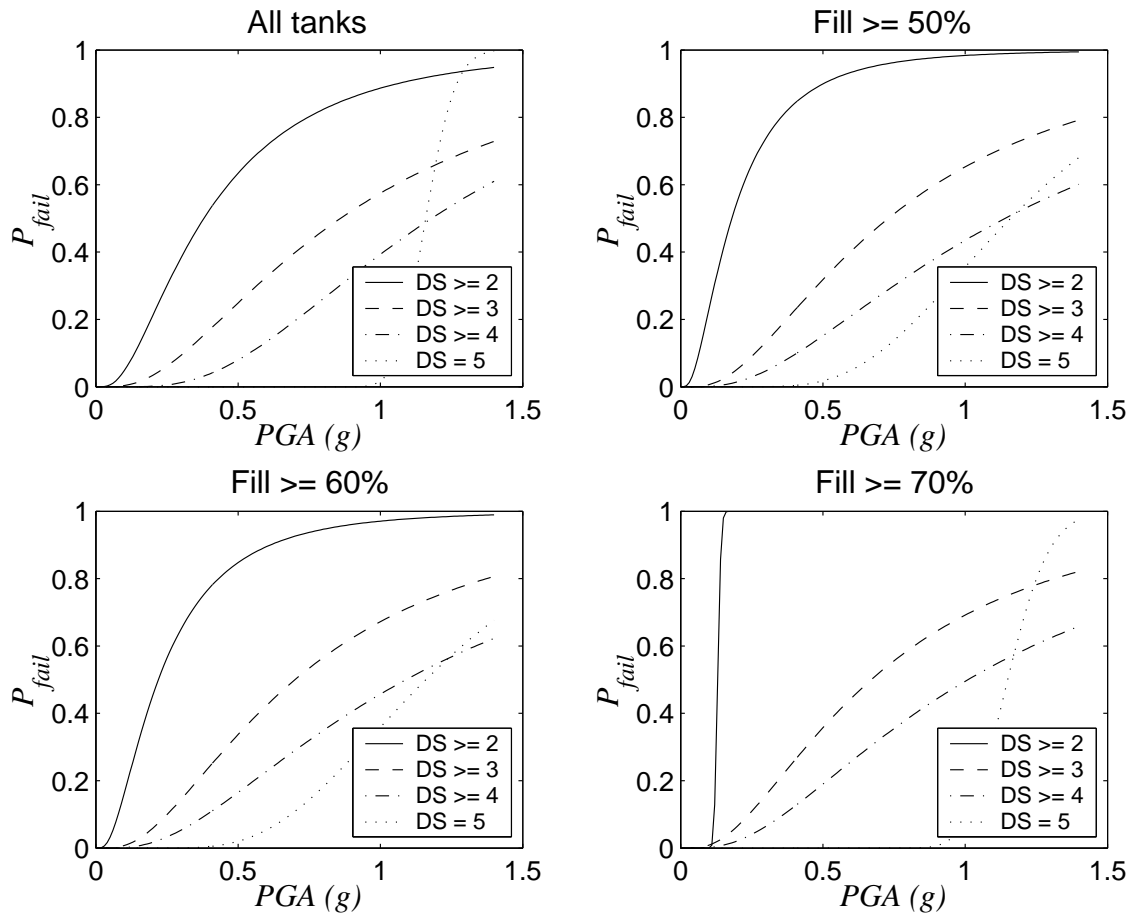 All tanks
1
0.8
0.6
0.4
0.2
0
P_fail
0 0.5 1 1.5
PGA (g)
DS >= 2
DS >= 3
DS >= 4
DS = 5
Fill >= 50%
1
0.8
0.6
0.4
0.2
0
P_fail
0 0.5 1 1.5
PGA (g)
DS >= 2
DS >= 3
DS >= 4
DS = 5
Fill >= 60%
1
0.8
0.6
0.4
0.2
0
P_fail
0 0.5 1 1.5
PGA (g)
DS >= 2
DS >= 3
DS >= 4
DS = 5
Fill >= 70%
1
0.8
0.6
0.4
0.2
0
P_fail
0 0.5 1 1.5
PGA (g)
DS >= 2
DS >= 3
DS >= 4
DS = 5